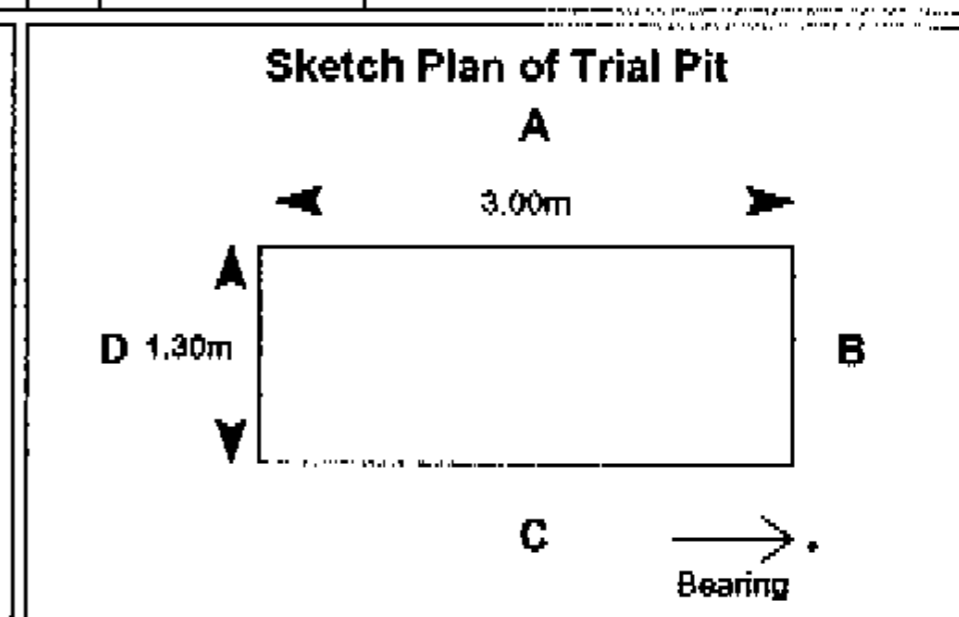 Sketch Plan of Trial Pit
A
3.00m
D 1.30m B
C
Bearing